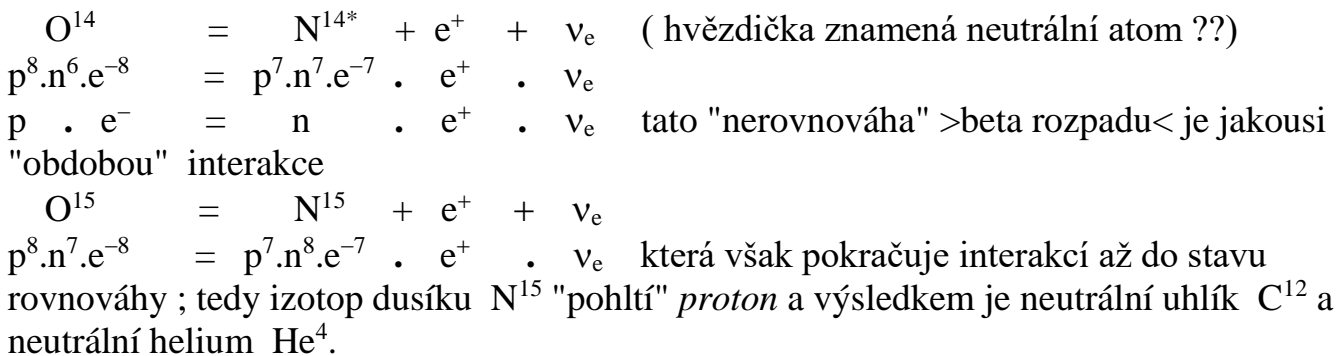 O¹⁴ = N¹⁴* + e⁺ + νₑ ( hvězdička znamená neutrální atom ??)
p⁸.n⁶.e⁻⁸ = p⁷.n⁷.e⁻⁷ . e⁺ . νₑ
p . e⁻ = n . e⁺ . νₑ tato "nerovnováha" >beta rozpadu< je jakousi
"obdobou" interakce
O¹⁵ = N¹⁵ + e⁺ + νₑ
p⁸.n⁷.e⁻⁸ = p⁷.n⁸.e⁻⁷ . e⁺ . νₑ která však pokračuje interakcí až do stavu
rovnováhy ; tedy izotop dusíku N¹⁵ "pohltí" proton a výsledkem je neutrální uhlík C¹² a
neutrální helium He⁴.